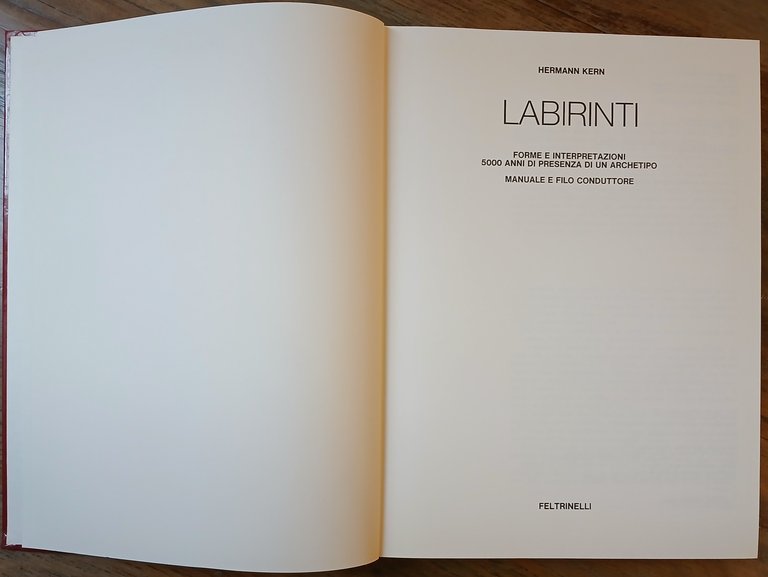 HERMANN KERN
LABIRINTI
FORME E INTERPRETAZIONI
5000 ANNI DI PRESENZA DI UN ARCHETIPO
MANUALE E FILO CONDUTTORE
FELTRINELLI